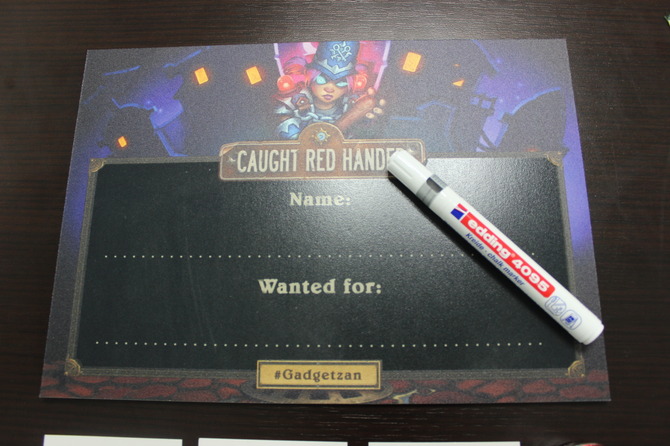 CAUGHT RED HANDED
Name:
Wanted for:
#Gadgetzan
edding 4095
Kreide-, chalk marker